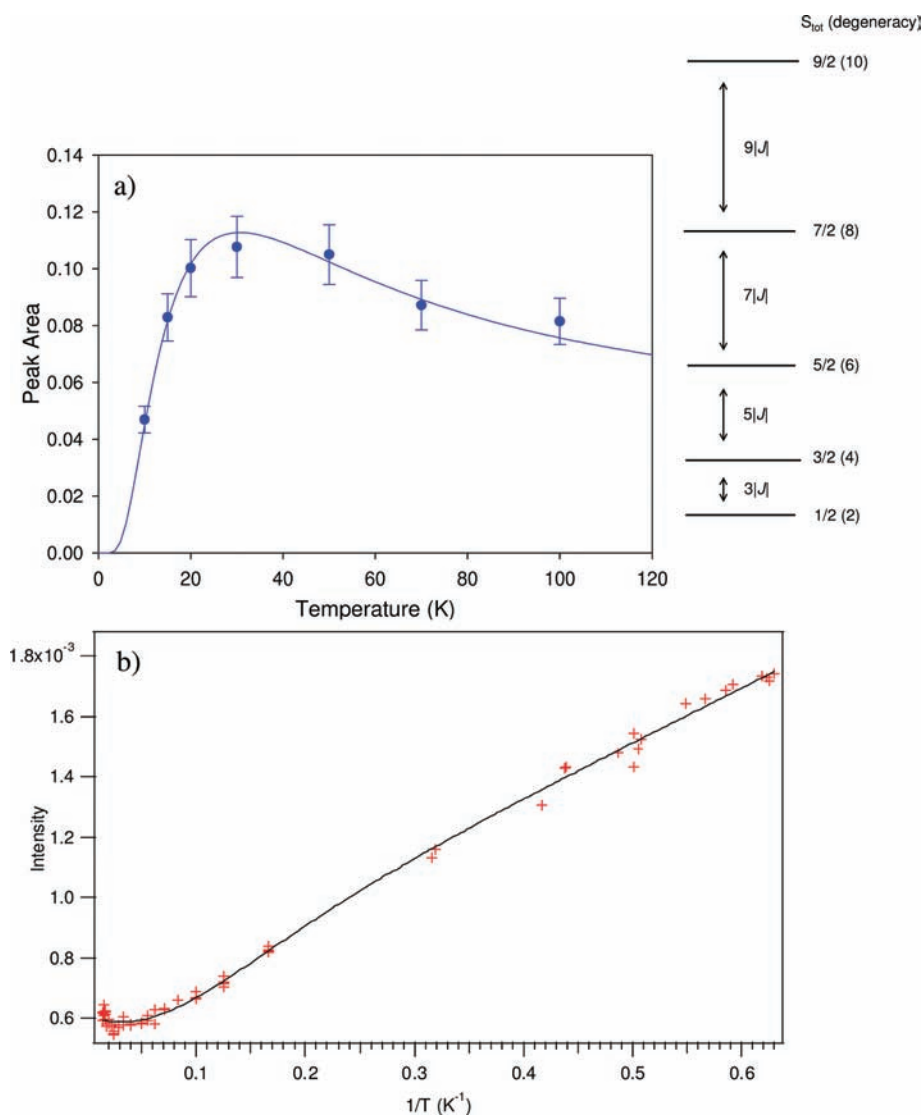 S_tot (degeneracy)
9/2 (10)
9|J|
7/2 (8)
7|J|
5/2 (6)
5|J|
3/2 (4)
3|J|
1/2 (2)
a)
Peak Area
0.14
0.12
0.10
0.08
0.06
0.04
0.02
0.00
0 20 40 60 80 100 120
Temperature (K)
b)
Intensity
1.8x10⁻³
1.6
1.4
1.2
1.0
0.8
0.6
0.1 0.2 0.3 0.4 0.5 0.6
1/T (K⁻¹)